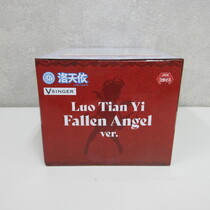 洛天依
VSINGER
Luo Tian Yi
Fallen Angel
ver.